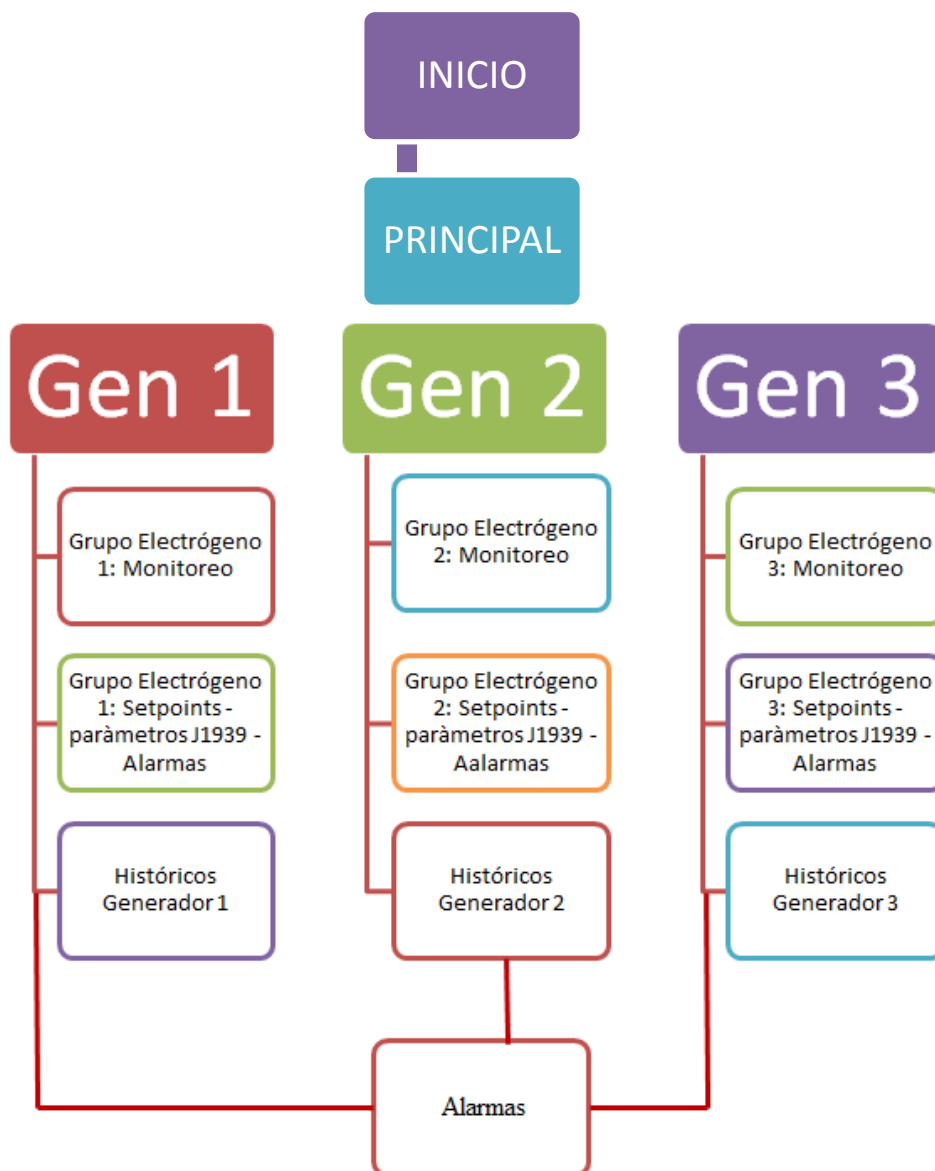 INICIO
PRINCIPAL
Gen 1
Grupo Electrógeno
1: Monitoreo
Grupo Electrógeno
1: Setpoints -
paràmetros J1939 -
Alarmas
Históricos
Generador 1
Gen 2
Grupo Electrógeno
2: Monitoreo
Grupo Electrógeno
2: Setpoints -
paràmetros J1939 -
Aalarmas
Históricos
Generador 2
Gen 3
Grupo Electrógeno
3: Monitoreo
Grupo Electrógeno
3: Setpoints -
paràmetros J1939 -
Alarmas
Históricos
Generador 3
Alarmas